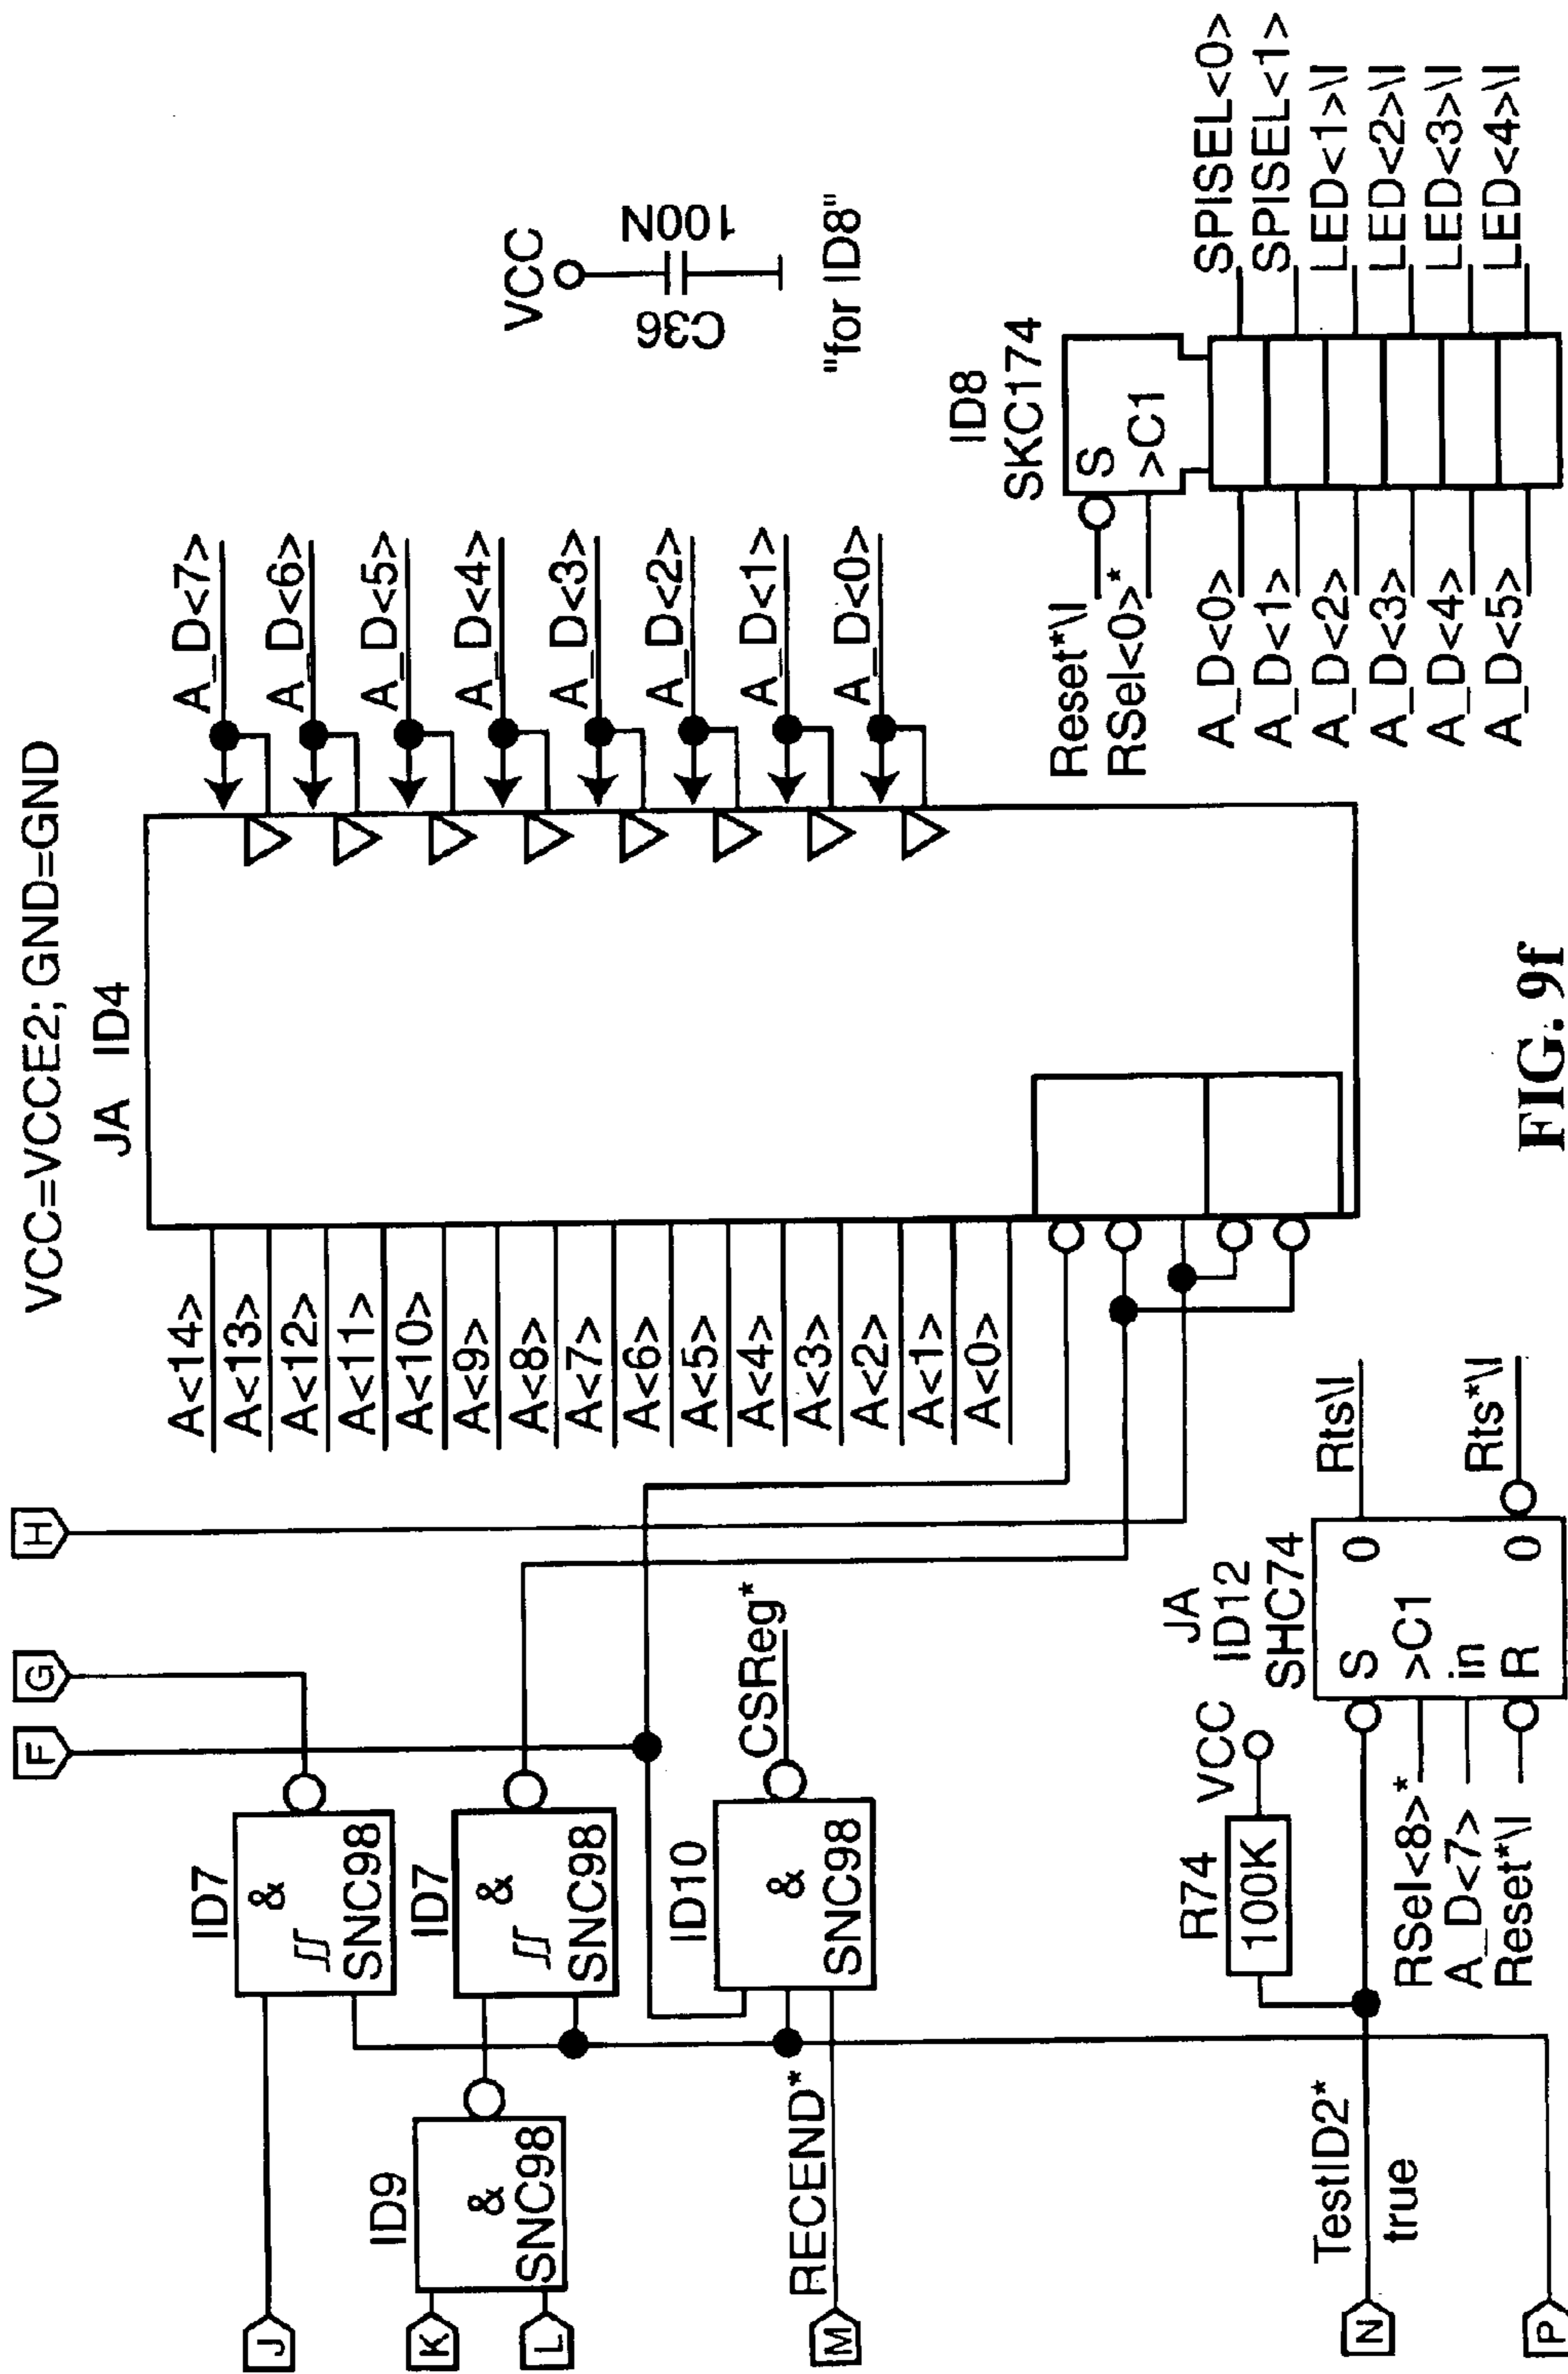 VCC=VCCE2; GND=GND
JA ID4
H
G
F
A<14>
A<13>
A<12>
A<11>
A<10>
A<9>
A<8>
A<7>
A<6>
A<5>
A<4>
A<3>
A<2>
A<1>
A<0>
A_D<7>
A_D<6>
A_D<5>
A_D<4>
A_D<3>
A_D<2>
A_D<1>
A_D<0>
VCC
C36
100N
"for ID8"
J
ID7
&
SNC98
K
L
ID9
&
SNC98
ID7
&
SNC98
ID10
&
SNC98
CSReg*
RECEND*
M
R74
100K
VCC
TestID2*
true
N
P
JA
ID12
SHC74
S
>C1
in
R
0
0
RSel<8>*
A_D<7>
Reset*\I
Rts\I
Rts*\I
ID8
SKC174
S
>C1
Reset*\I
RSel<0>*
A_D<0>
A_D<1>
A_D<2>
A_D<3>
A_D<4>
A_D<5>
SPISEL<0>
SPISEL<1>
LED<1>\I
LED<2>\I
LED<3>\I
LED<4>\I
FIG. 9f